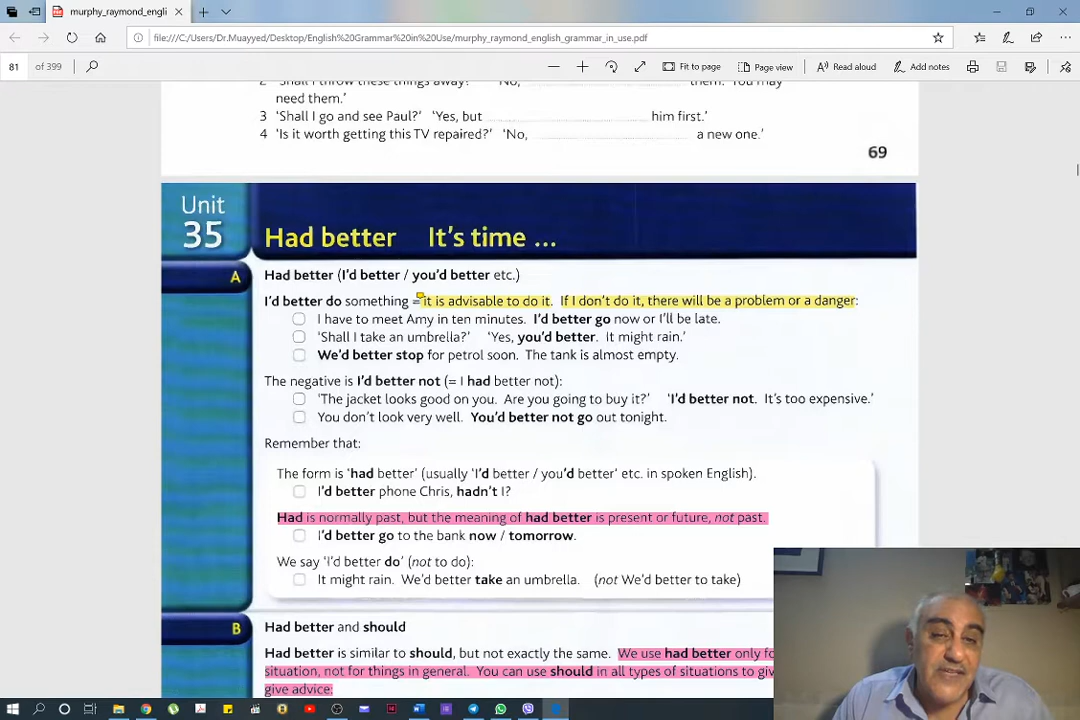 murphy_raymond_engli
file:///C:/Users/Dr.Muayyed/Desktop/English%20Grammar%20in%20Use/murphy_raymond_english_grammar_in_use.pdf
81 of 399
Fit to page
Page view
Read aloud
Add notes
2 'Shall I throw these things away?' 'No, them. You may
need them.'
3 'Shall I go and see Paul?' 'Yes, but him first.'
4 'Is it worth getting this TV repaired?' 'No, a new one.'
69
Unit
35
Had better It's time ...
A
Had better (I'd better / you'd better etc.)
I'd better do something = it is advisable to do it. If I don't do it, there will be a problem or a danger:
I have to meet Amy in ten minutes. I'd better go now or I'll be late.
'Shall I take an umbrella?' 'Yes, you'd better. It might rain.'
We'd better stop for petrol soon. The tank is almost empty.
The negative is I'd better not (= I had better not):
'The jacket looks good on you. Are you going to buy it?' 'I'd better not. It's too expensive.'
You don't look very well. You'd better not go out tonight.
Remember that:
The form is 'had better' (usually 'I'd better / you'd better' etc. in spoken English).
I'd better phone Chris, hadn't I?
Had is normally past, but the meaning of had better is present or future, not past.
I'd better go to the bank now / tomorrow.
We say 'I'd better do' (not to do):
It might rain. We'd better take an umbrella. (not We'd better to take)
B
Had better and should
Had better is similar to should, but not exactly the same. We use had better only fo
situation, not for things in general. You can use should in all types of situations to giv
give advice: